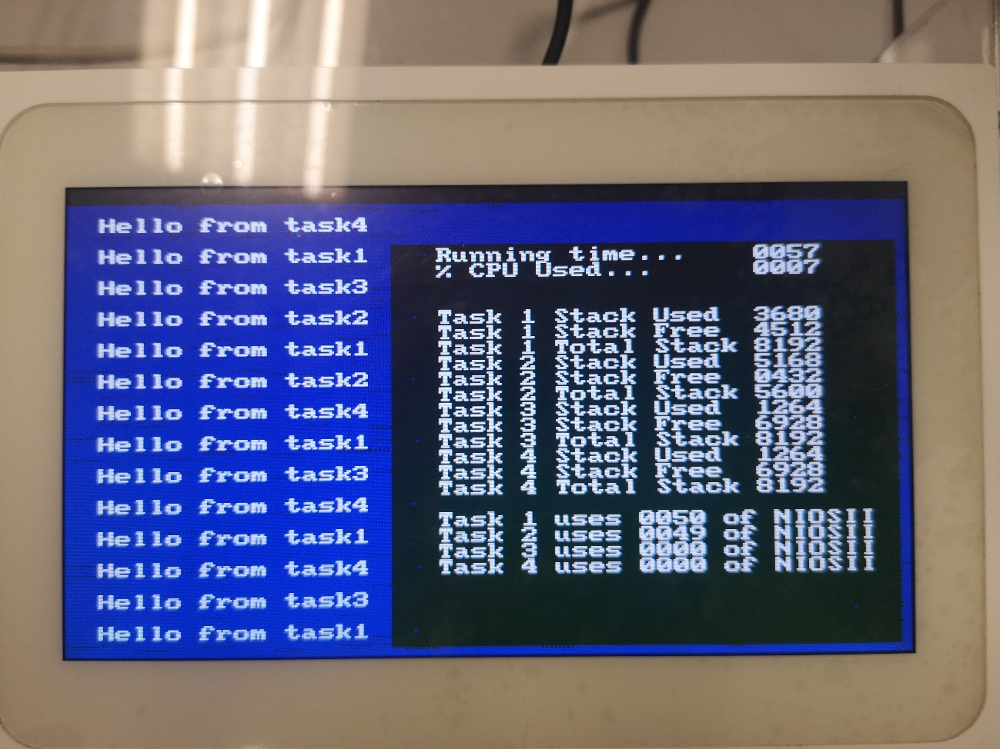 Hello from task4
Hello from task1
Hello from task3
Hello from task2
Hello from task1
Hello from task2
Hello from task4
Hello from task1
Hello from task3
Hello from task4
Hello from task1
Hello from task4
Hello from task3
Hello from task1
Running time... 0057
% CPU Used... 0007
Task 1 Stack Used 3680
Task 1 Stack Free 4512
Task 1 Total Stack 8192
Task 2 Stack Used 5168
Task 2 Stack Free 0432
Task 2 Total Stack 5600
Task 3 Stack Used 1264
Task 3 Stack Free 6928
Task 3 Total Stack 8192
Task 4 Stack Used 1264
Task 4 Stack Free 6928
Task 4 Total Stack 8192
Task 1 uses 0050 of NIOSII
Task 2 uses 0049 of NIOSII
Task 3 uses 0000 of NIOSII
Task 4 uses 0000 of NIOSII